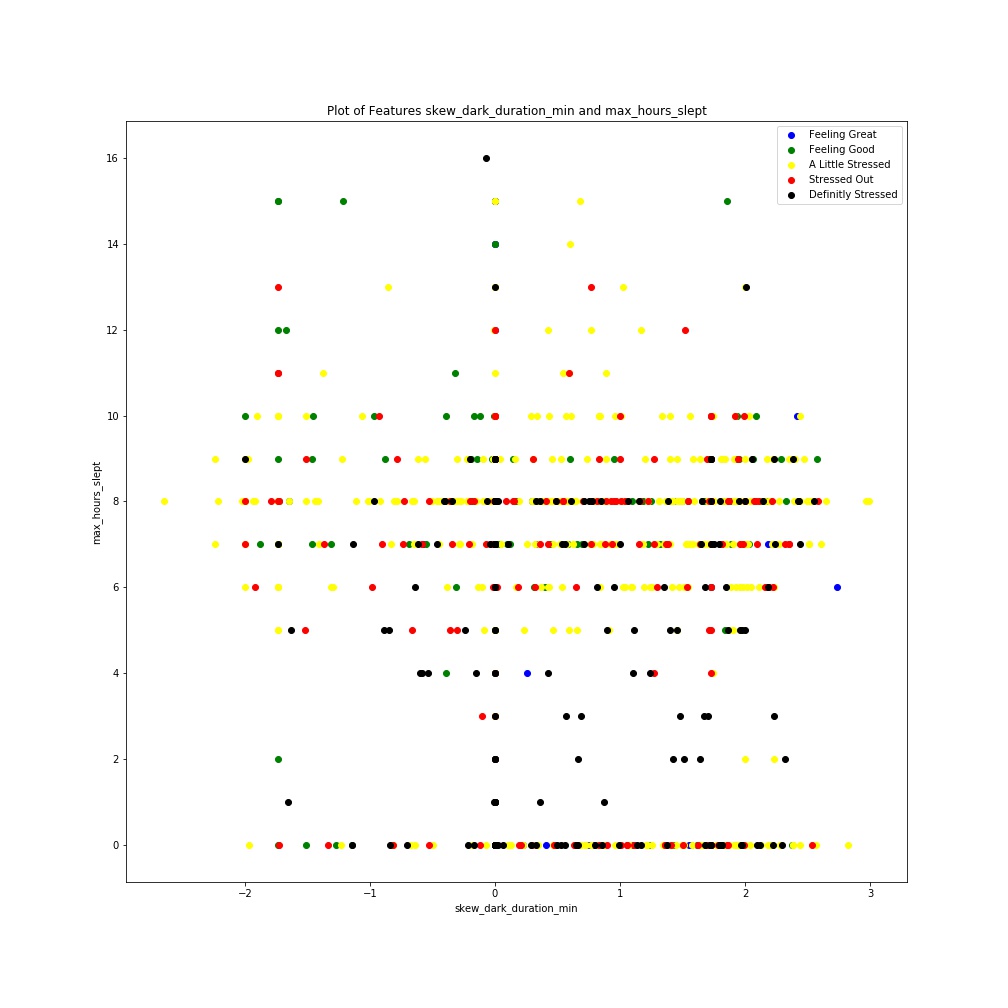 Plot of Features skew_dark_duration_min and max_hours_slept
Feeling Great
Feeling Good
A Little Stressed
Stressed Out
Definitly Stressed
16
14
12
10
8
6
4
2
0
max_hours_slept
−2
−1
0
1
2
3
skew_dark_duration_min